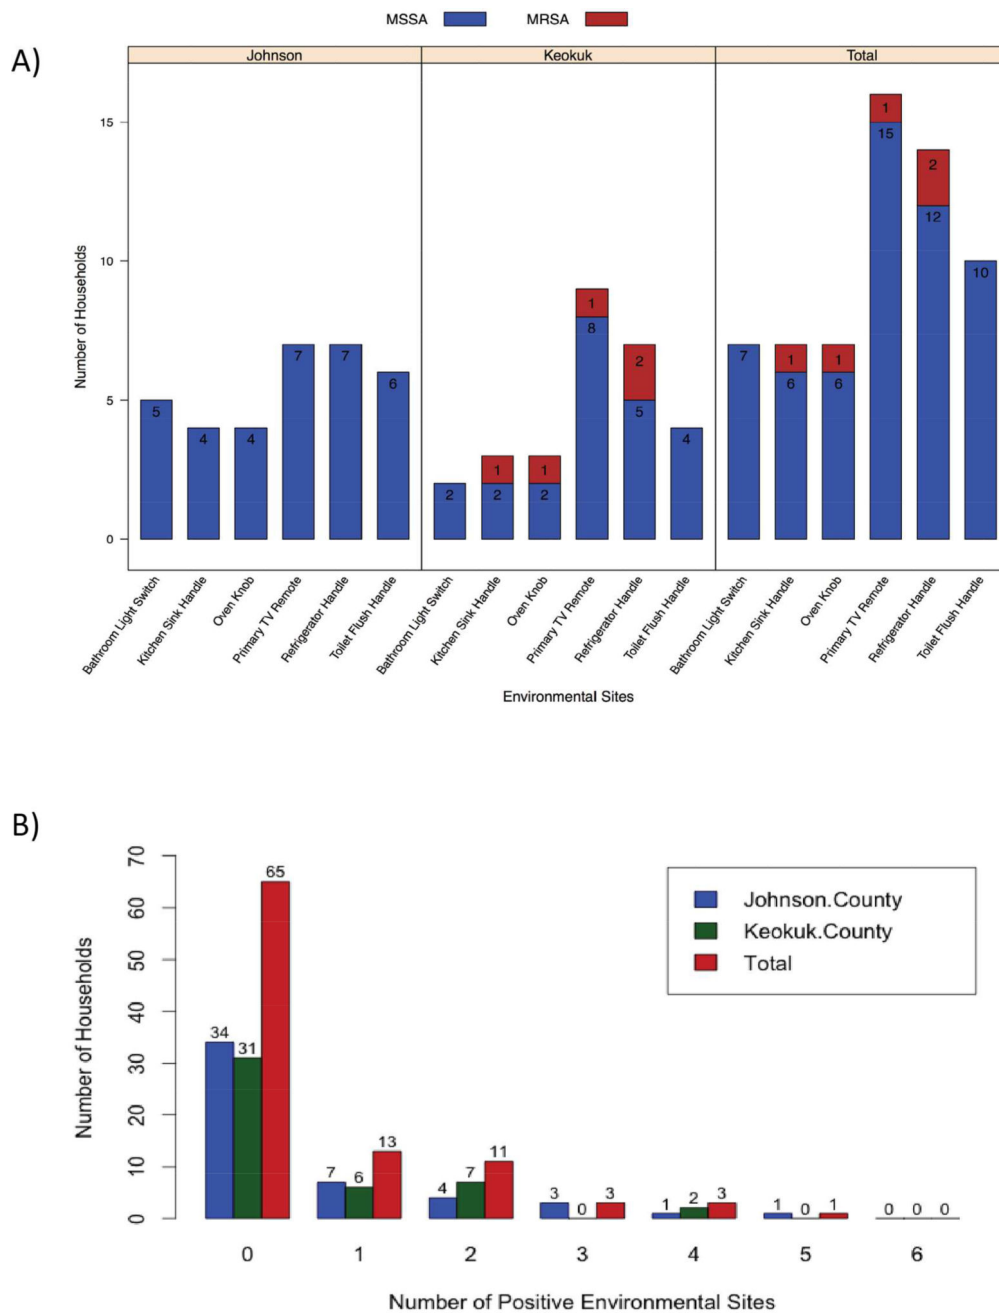 MSSA MRSA
A)
Johnson Keokuk Total
Number of Households
15
10
5
0
5 4 4 7 7 6
2 1 2 1 2 1 8 2 5 4
7 1 6 1 6 1 15 2 12 10
Bathroom Light Switch
Kitchen Sink Handle
Oven Knob
Primary TV Remote
Refrigerator Handle
Toilet Flush Handle
Bathroom Light Switch
Kitchen Sink Handle
Oven Knob
Primary TV Remote
Refrigerator Handle
Toilet Flush Handle
Bathroom Light Switch
Kitchen Sink Handle
Oven Knob
Primary TV Remote
Refrigerator Handle
Toilet Flush Handle
Environmental Sites
B)
Number of Households
70
60
50
40
30
20
10
0
Johnson.County
Keokuk.County
Total
34 31 65
7 6 13
4 7 11
3 0 3
1 2 3
1 0 1
0 0 0
0 1 2 3 4 5 6
Number of Positive Environmental Sites